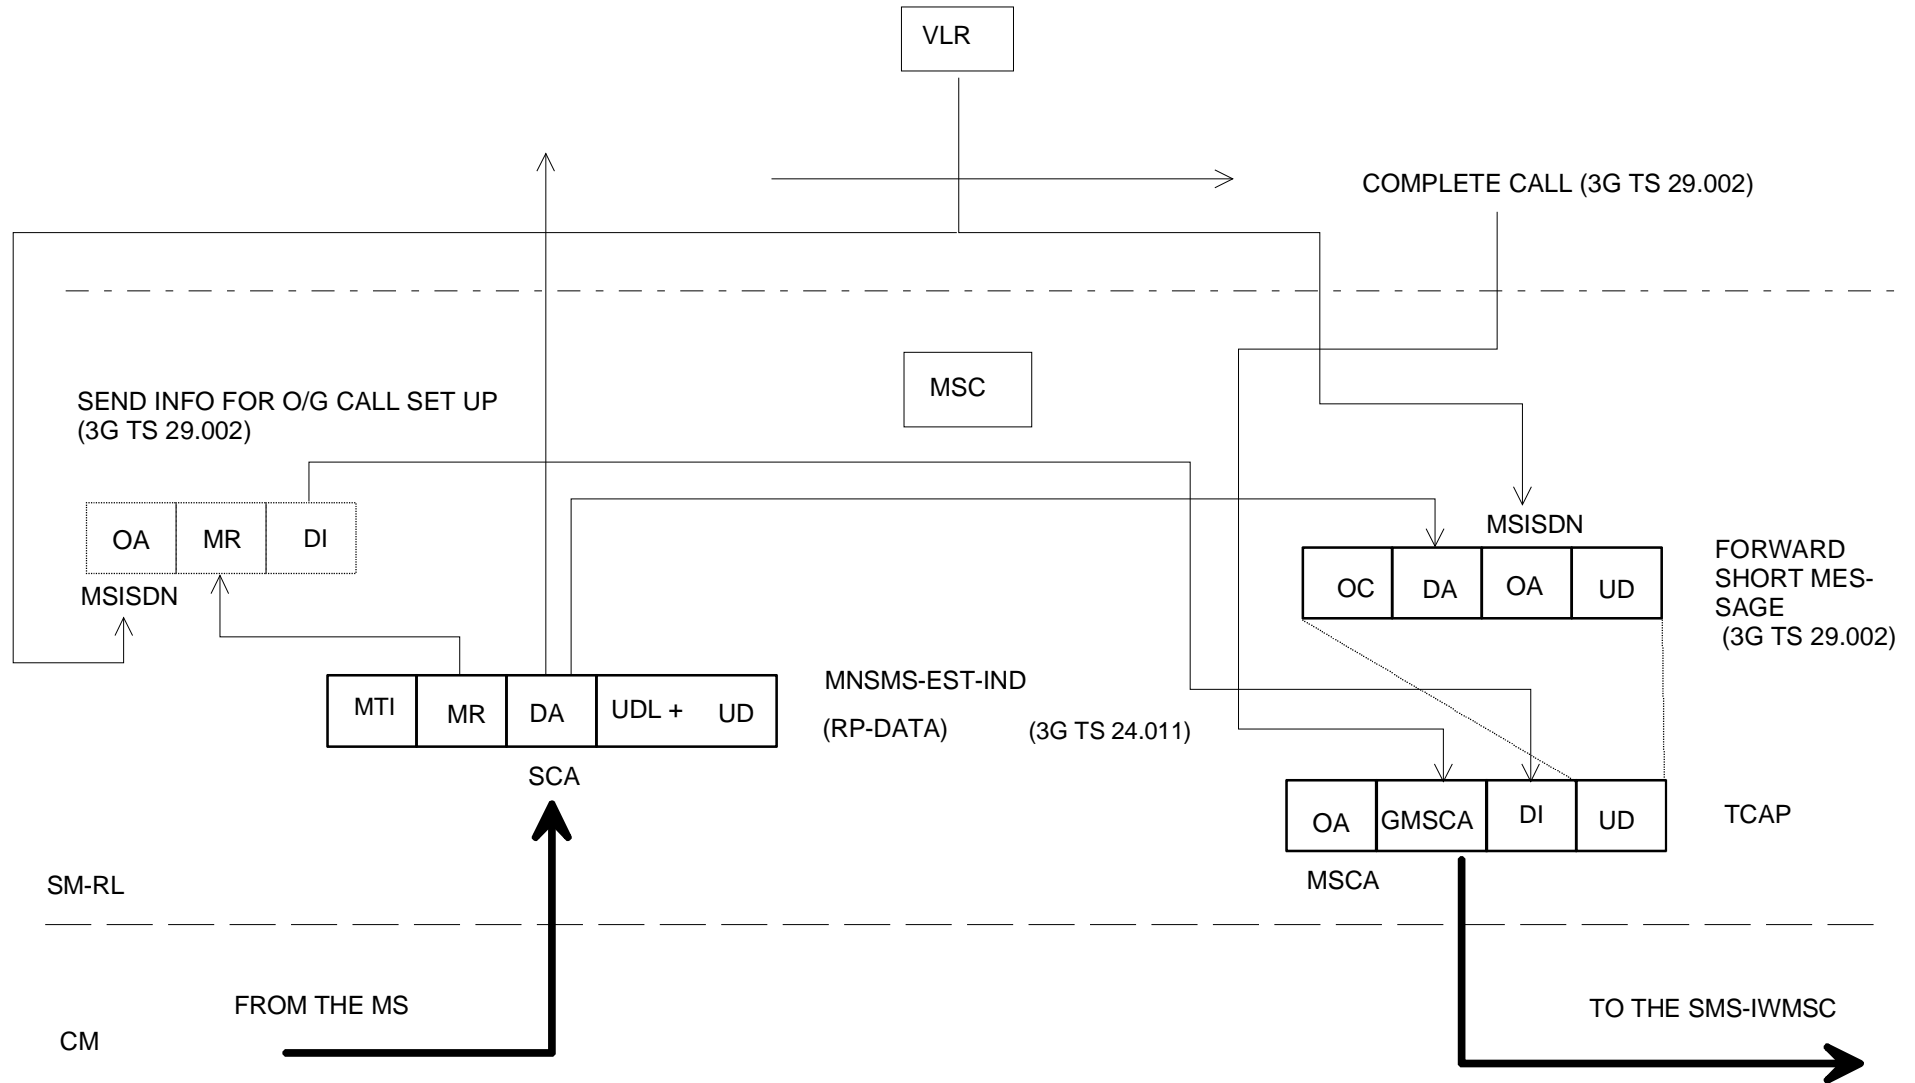 VLR
COMPLETE CALL (3G TS 29.002)
MSC
SEND INFO FOR O/G CALL SET UP
(3G TS 29.002)
OA MR DI
MSISDN
MSISDN
OC DA OA UD
FORWARD
SHORT MES-
SAGE
(3G TS 29.002)
MTI MR DA UDL + UD
MNSMS-EST-IND
(RP-DATA) (3G TS 24.011)
SCA
OA GMSCA DI UD
TCAP
MSCA
SM-RL
FROM THE MS
TO THE SMS-IWMSC
CM